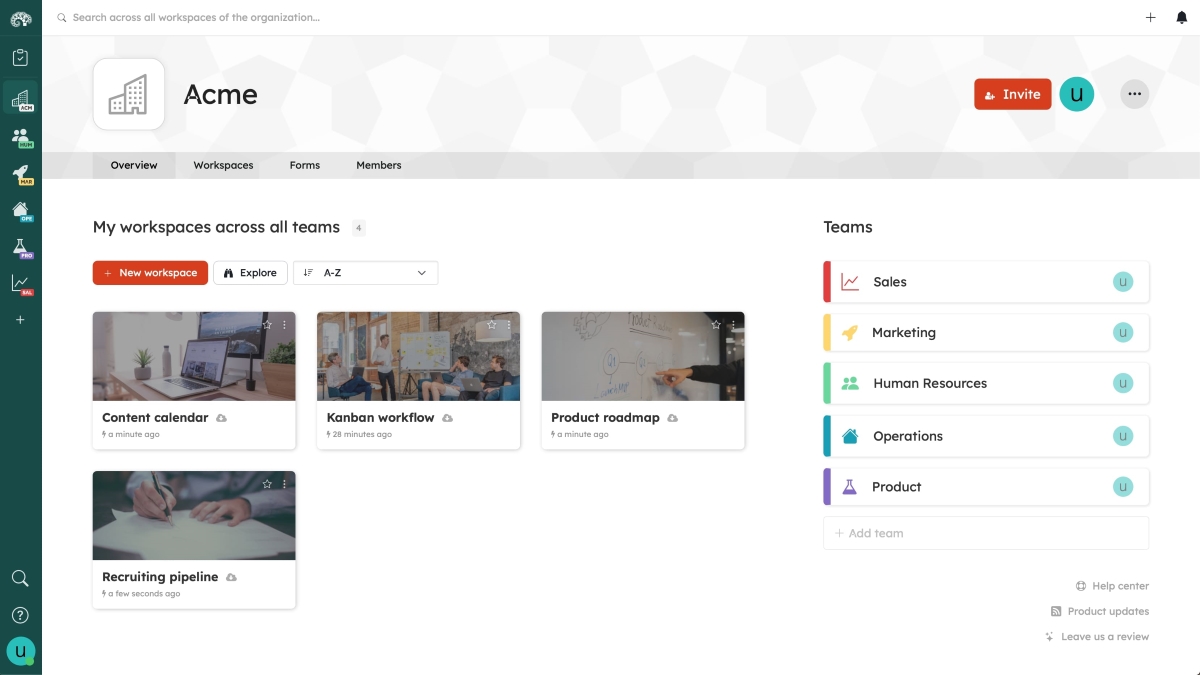 Search across all workspaces of the organization...
Acme
Invite
U
ACM
HUM
MAR
OPE
PRO
SAL
Overview
Workspaces
Forms
Members
My workspaces across all teams 4
New workspace
Explore
A-Z
Content calendar
a minute ago
Kanban workflow
28 minutes ago
Product roadmap
a minute ago
Recruiting pipeline
a few seconds ago
Teams
Sales
U
Marketing
U
Human Resources
U
Operations
U
Product
U
+ Add team
Help center
Product updates
Leave us a review
U